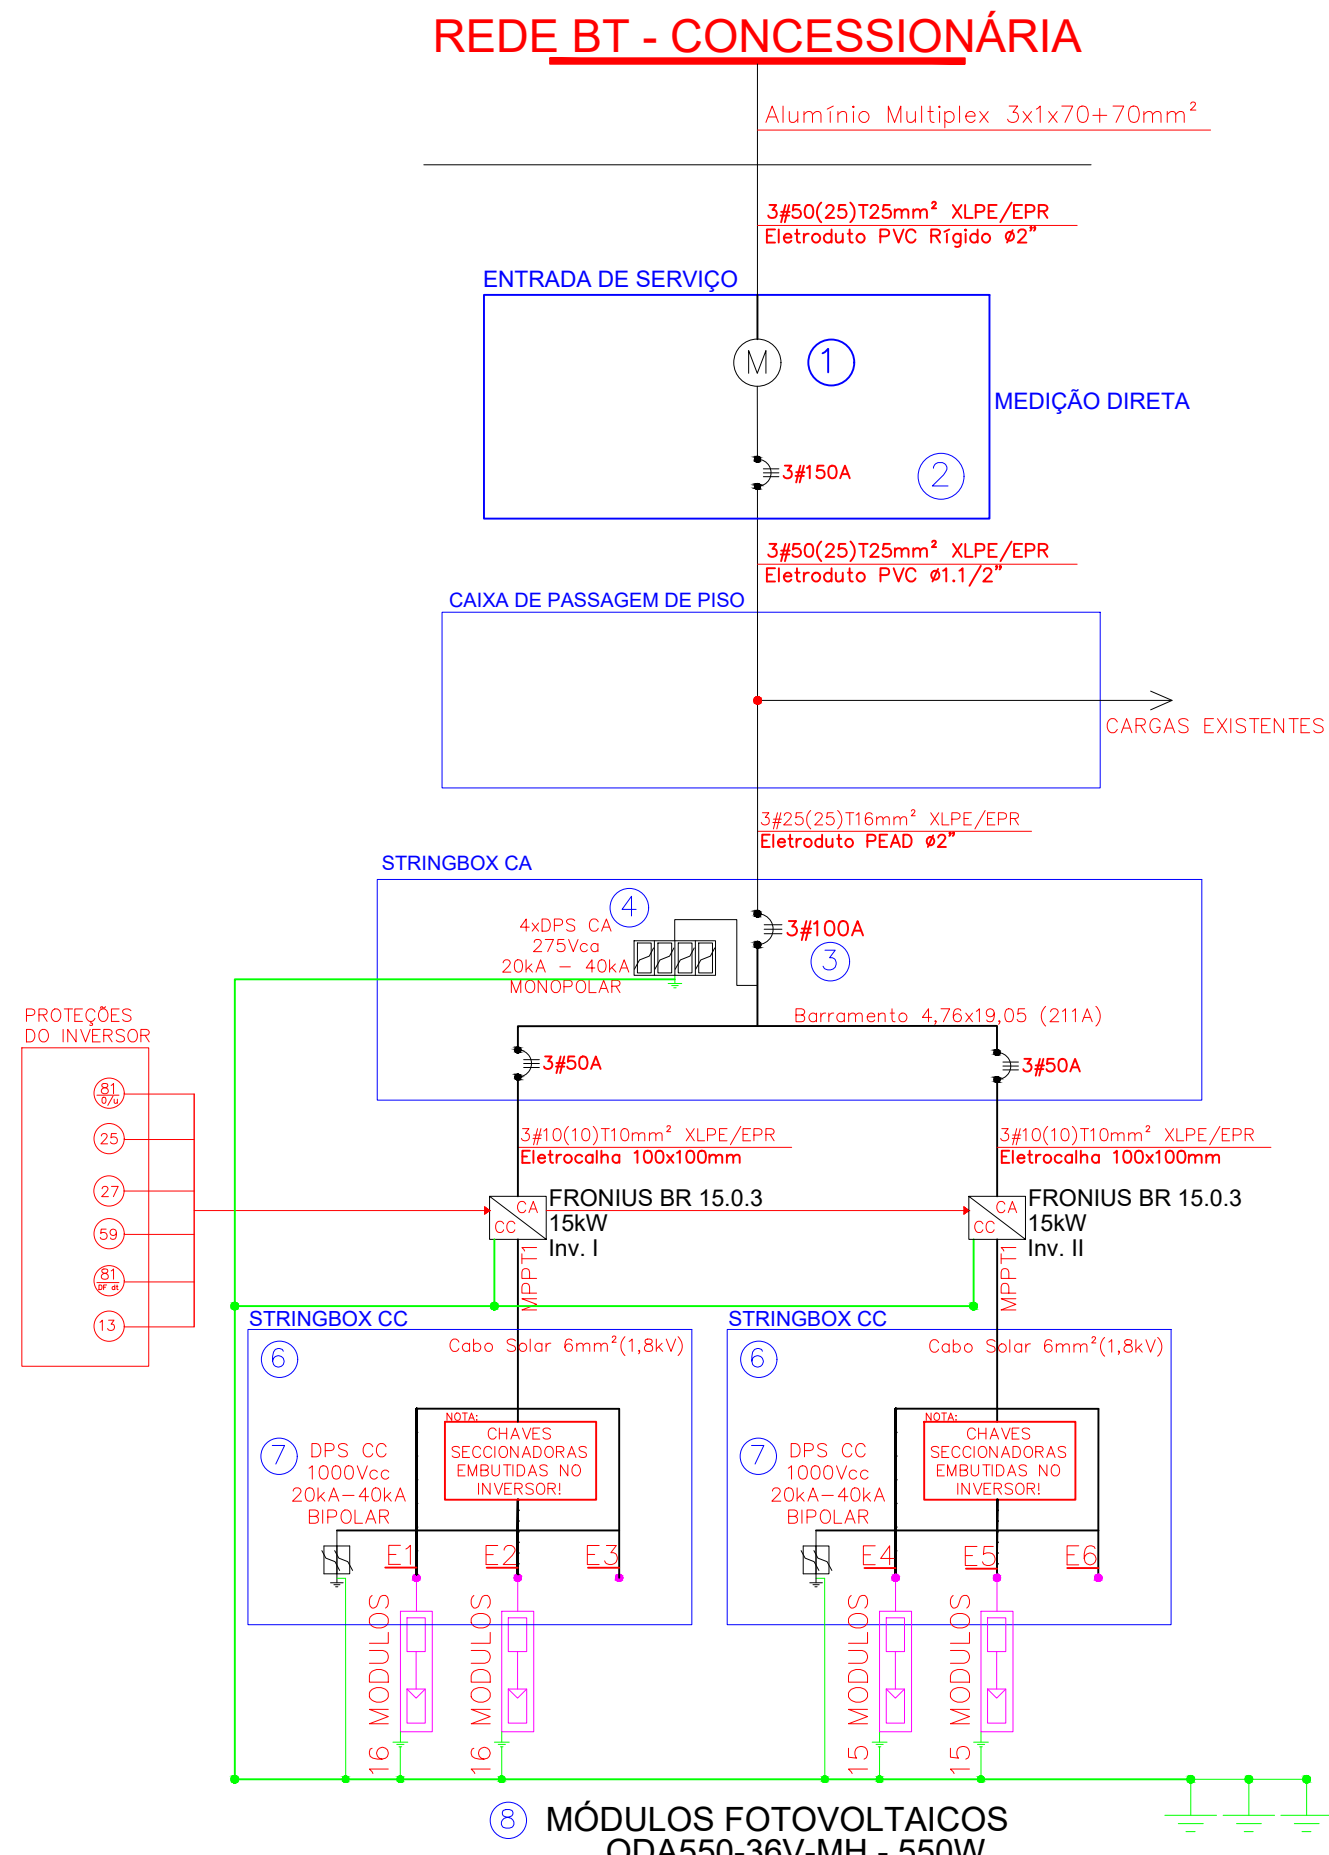 REDE BT - CONCESSIONÁRIA
Alumínio Multiplex 3x1x70+70mm²
3#50(25)T25mm² XLPE/EPR
Eletroduto PVC Rígido ø2"
ENTRADA DE SERVIÇO
M
1
MEDIÇÃO DIRETA
3#150A
2
3#50(25)T25mm² XLPE/EPR
Eletroduto PVC ø1.1/2"
CAIXA DE PASSAGEM DE PISO
CARGAS EXISTENTES
3#25(25)T16mm² XLPE/EPR
Eletroduto PEAD ø2"
STRINGBOX CA
4
4xDPS CA
275Vca
20kA - 40kA
MONOPOLAR
3#100A
3
Barramento 4,76x19,05 (211A)
3#50A
3#50A
PROTEÇÕES
DO INVERSOR
81
O/u
25
27
59
81
DF dt
13
3#10(10)T10mm² XLPE/EPR
Eletrocalha 100x100mm
3#10(10)T10mm² XLPE/EPR
Eletrocalha 100x100mm
CA
CC
FRONIUS BR 15.0.3
15kW
Inv. I
MPPT1
CA
CC
FRONIUS BR 15.0.3
15kW
Inv. II
MPPT1
STRINGBOX CC
6
Cabo Solar 6mm²(1,8kV)
NOTA:
CHAVES
SECCIONADORAS
EMBUTIDAS NO
INVERSOR!
7
DPS CC
1000Vcc
20kA-40kA
BIPOLAR
E1
E2
E3
16 MODULOS
16 MODULOS
STRINGBOX CC
6
Cabo Solar 6mm²(1,8kV)
NOTA:
CHAVES
SECCIONADORAS
EMBUTIDAS NO
INVERSOR!
7
DPS CC
1000Vcc
20kA-40kA
BIPOLAR
E4
E5
E6
15 MODULOS
15 MODULOS
8
MÓDULOS FOTOVOLTAICOS
ODA550-36V-MH - 550W